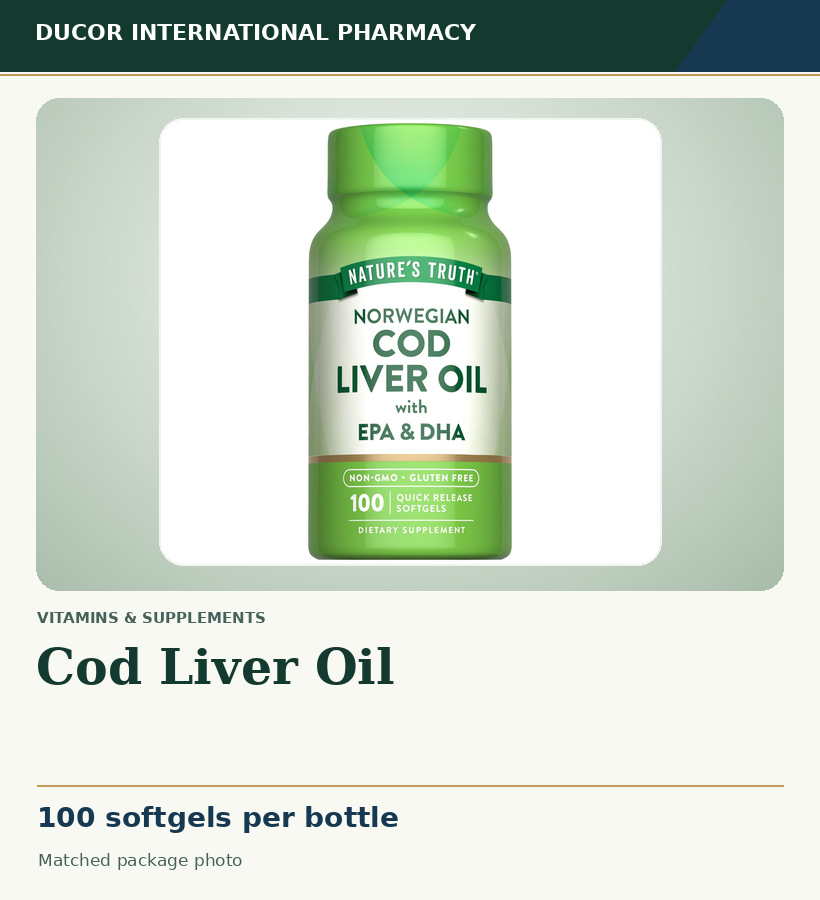 DUCOR INTERNATIONAL PHARMACY
NATURE'S TRUTH
NORWEGIAN
COD
LIVER OIL
with
EPA & DHA
NON-GMO • GLUTEN FREE
100 QUICK RELEASE
SOFTGELS
DIETARY SUPPLEMENT
VITAMINS & SUPPLEMENTS
Cod Liver Oil
100 softgels per bottle
Matched package photo